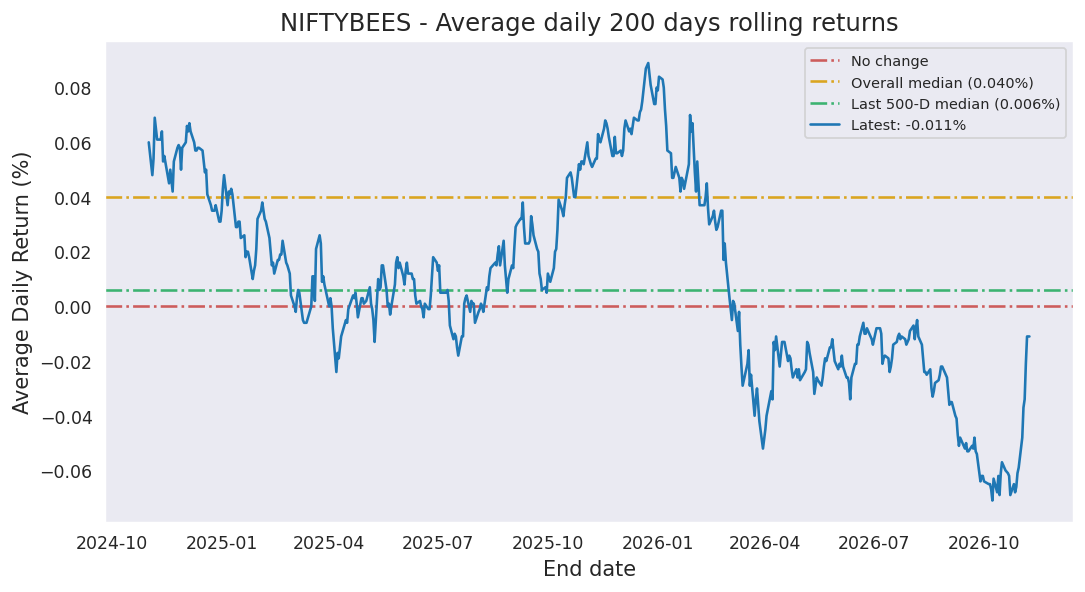 NIFTYBEES - Average daily 200 days rolling returns
No change
Overall median (0.040%)
Last 500-D median (0.006%)
Latest: -0.011%
Average Daily Return (%)
0.08
0.06
0.04
0.02
0.00
−0.02
−0.04
−0.06
2024-10 2025-01 2025-04 2025-07 2025-10 2026-01 2026-04 2026-07 2026-10
End date